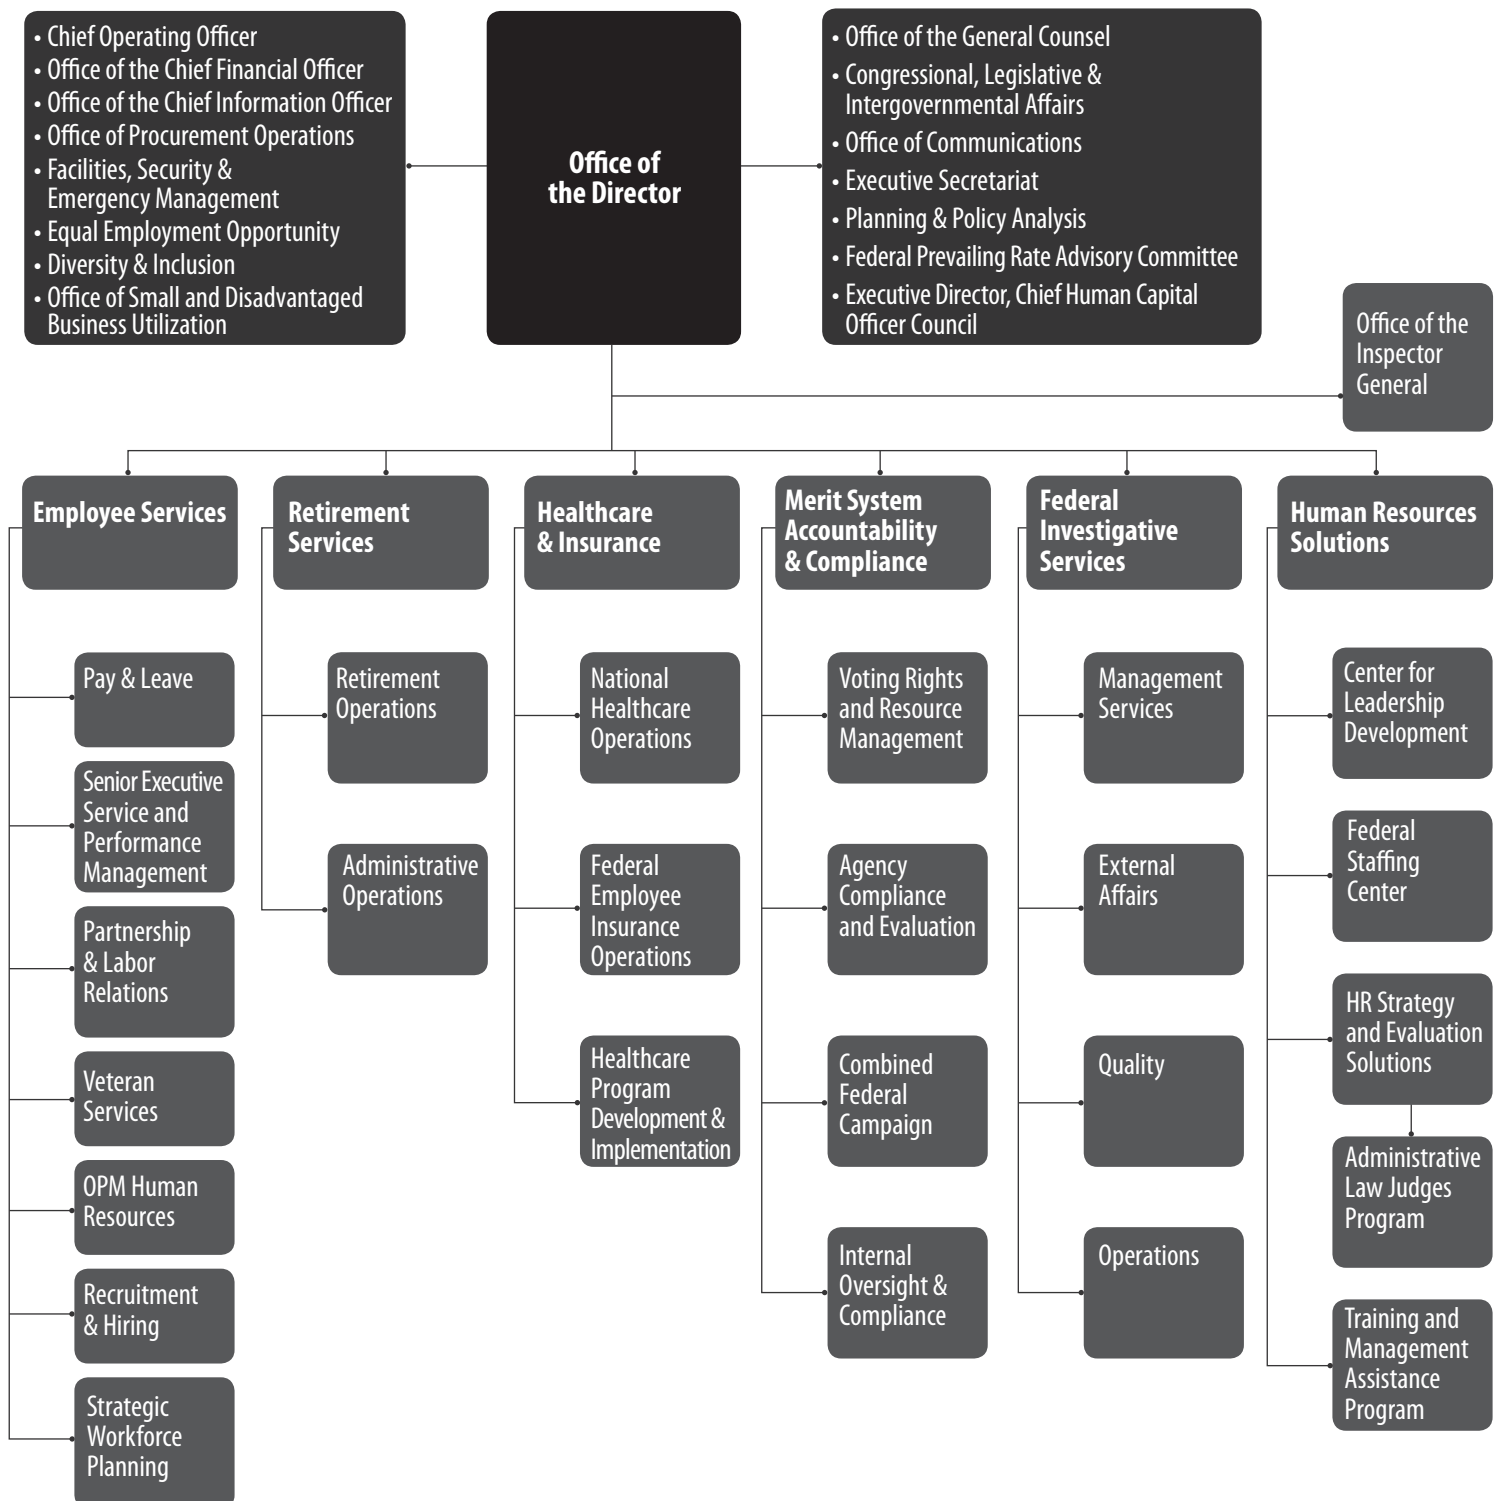 • Chief Operating Officer
• Office of the Chief Financial Officer
• Office of the Chief Information Officer
• Office of Procurement Operations
• Facilities, Security &
Emergency Management
• Equal Employment Opportunity
• Diversity & Inclusion
• Office of Small and Disadvantaged
Business Utilization
Office of
the Director
• Office of the General Counsel
• Congressional, Legislative &
Intergovernmental Affairs
• Office of Communications
• Executive Secretariat
• Planning & Policy Analysis
• Federal Prevailing Rate Advisory Committee
• Executive Director, Chief Human Capital
Officer Council
Office of the
Inspector
General
Employee Services
Pay & Leave
Senior Executive
Service and
Performance
Management
Partnership
& Labor
Relations
Veteran
Services
OPM Human
Resources
Recruitment
& Hiring
Strategic
Workforce
Planning
Retirement
Services
Retirement
Operations
Administrative
Operations
Healthcare
& Insurance
National
Healthcare
Operations
Federal
Employee
Insurance
Operations
Healthcare
Program
Development &
Implementation
Merit System
Accountability
& Compliance
Voting Rights
and Resource
Management
Agency
Compliance
and Evaluation
Combined
Federal
Campaign
Internal
Oversight &
Compliance
Federal
Investigative
Services
Management
Services
External
Affairs
Quality
Operations
Human Resources
Solutions
Center for
Leadership
Development
Federal
Staffing
Center
HR Strategy
and Evaluation
Solutions
Administrative
Law Judges
Program
Training and
Management
Assistance
Program